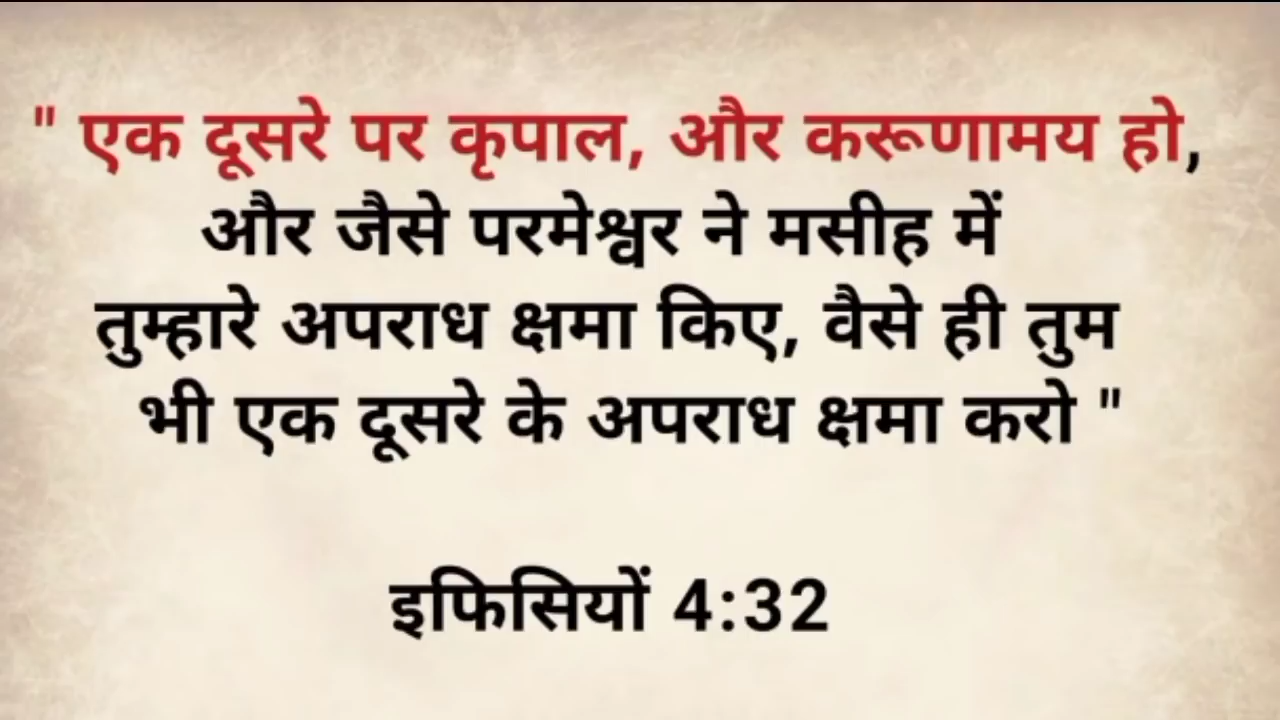 " एक दूसरे पर कृपाल, और करूणामय हो,
और जैसे परमेश्वर ने मसीह में
तुम्हारे अपराध क्षमा किए, वैसे ही तुम
भी एक दूसरे के अपराध क्षमा करो "
इफिसियों 4:32